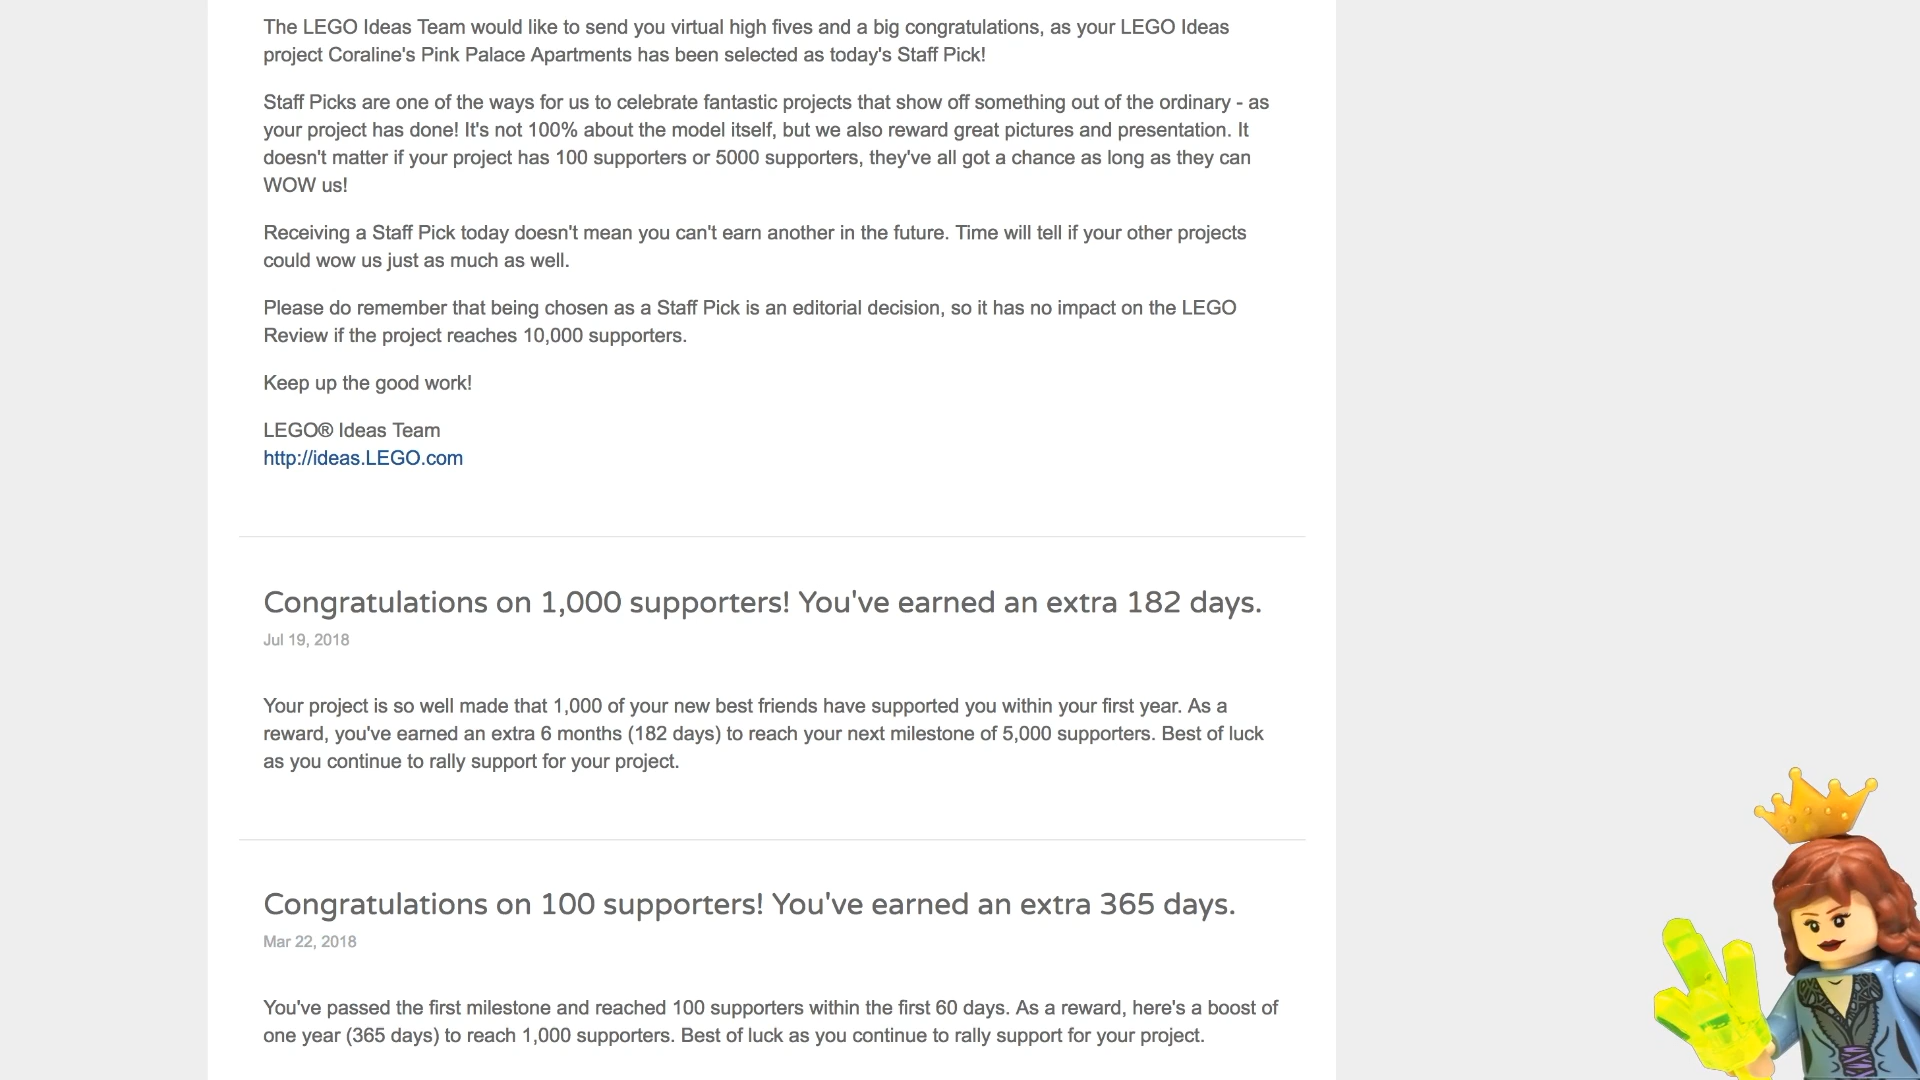 The LEGO Ideas Team would like to send you virtual high fives and a big congratulations, as your LEGO Ideas
project Coraline's Pink Palace Apartments has been selected as today's Staff Pick!
Staff Picks are one of the ways for us to celebrate fantastic projects that show off something out of the ordinary - as
your project has done! It's not 100% about the model itself, but we also reward great pictures and presentation. It
doesn't matter if your project has 100 supporters or 5000 supporters, they've all got a chance as long as they can
WOW us!
Receiving a Staff Pick today doesn't mean you can't earn another in the future. Time will tell if your other projects
could wow us just as much as well.
Please do remember that being chosen as a Staff Pick is an editorial decision, so it has no impact on the LEGO
Review if the project reaches 10,000 supporters.
Keep up the good work!
LEGO® Ideas Team
http://ideas.LEGO.com
Congratulations on 1,000 supporters! You've earned an extra 182 days.
Jul 19, 2018
Your project is so well made that 1,000 of your new best friends have supported you within your first year. As a
reward, you've earned an extra 6 months (182 days) to reach your next milestone of 5,000 supporters. Best of luck
as you continue to rally support for your project.
Congratulations on 100 supporters! You've earned an extra 365 days.
Mar 22, 2018
You've passed the first milestone and reached 100 supporters within the first 60 days. As a reward, here's a boost of
one year (365 days) to reach 1,000 supporters. Best of luck as you continue to rally support for your project.